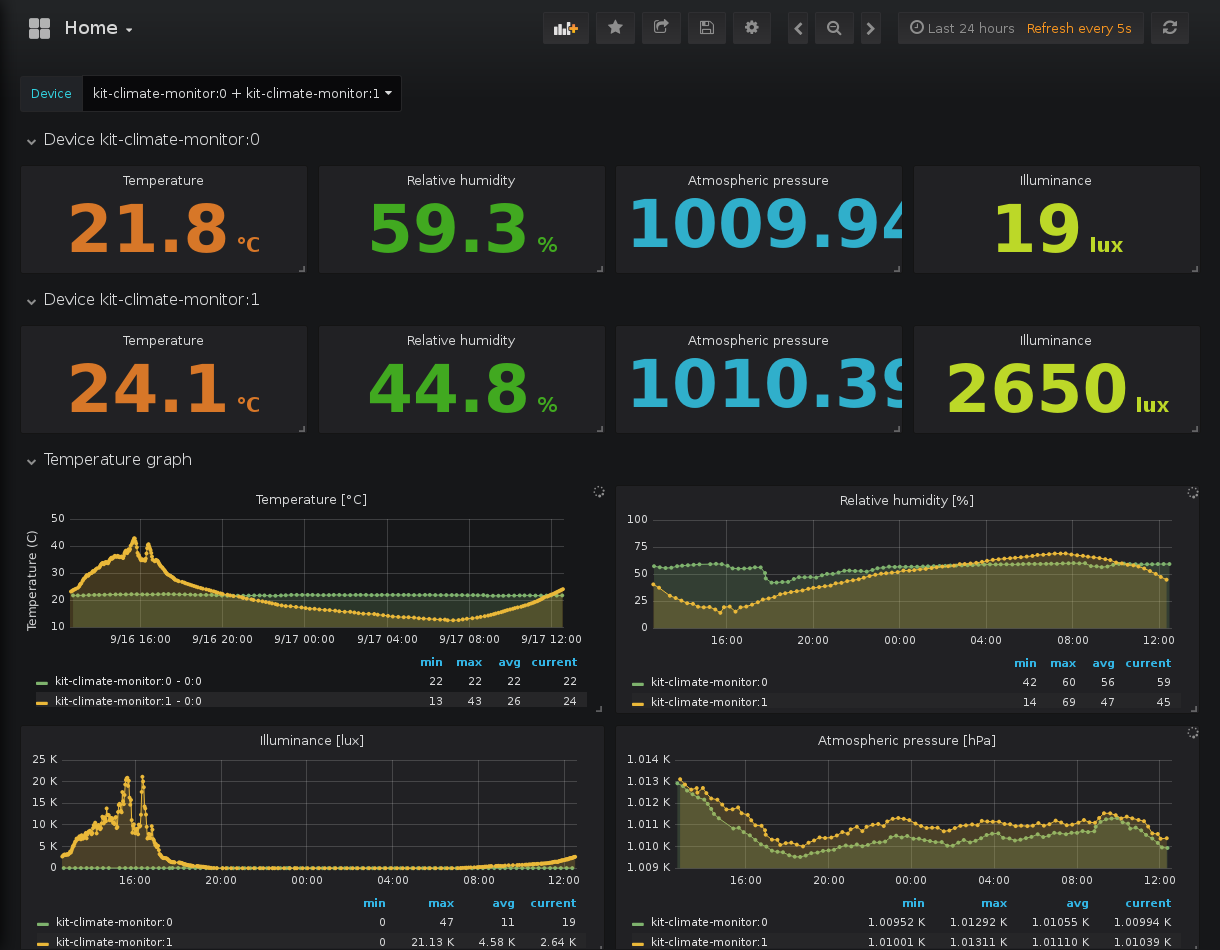 Home
Last 24 hours Refresh every 5s
Device kit-climate-monitor:0 + kit-climate-monitor:1
Device kit-climate-monitor:0
Temperature Relative humidity Atmospheric pressure Illuminance
21.8 °C 59.3 % 1009.94 19 lux
Device kit-climate-monitor:1
Temperature Relative humidity Atmospheric pressure Illuminance
24.1 °C 44.8 % 1010.39 2650 lux
Temperature graph
Temperature [°C]
Temperature (C)
50
40
30
20
10
9/16 16:00 9/16 20:00 9/17 00:00 9/17 04:00 9/17 08:00 9/17 12:00
min max avg current
kit-climate-monitor:0 - 0:0 22 22 22 22
kit-climate-monitor:1 - 0:0 13 43 26 24
Relative humidity [%]
100
75
50
25
0
16:00 20:00 00:00 04:00 08:00 12:00
min max avg current
kit-climate-monitor:0 42 60 56 59
kit-climate-monitor:1 14 69 47 45
Illuminance [lux]
25 K
20 K
15 K
10 K
5 K
0
16:00 20:00 00:00 04:00 08:00 12:00
min max avg current
kit-climate-monitor:0 0 47 11 19
kit-climate-monitor:1 0 21.13 K 4.58 K 2.64 K
Atmospheric pressure [hPa]
1.014 K
1.013 K
1.012 K
1.011 K
1.010 K
1.009 K
16:00 20:00 00:00 04:00 08:00 12:00
min max avg current
kit-climate-monitor:0 1.00952 K 1.01292 K 1.01055 K 1.00994 K
kit-climate-monitor:1 1.01001 K 1.01311 K 1.01110 K 1.01039 K